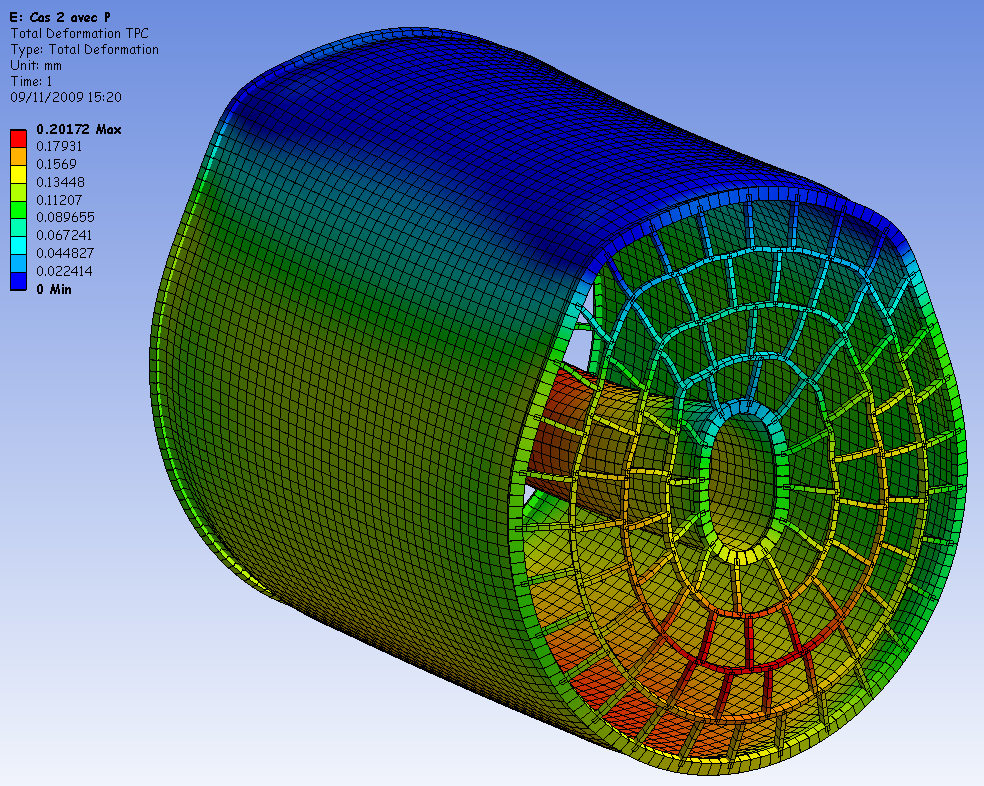 E: Cas 2 avec P
Total Deformation TPC
Type: Total Deformation
Unit: mm
Time: 1
09/11/2009 15:20
0.20172 Max
0.17931
0.1569
0.13448
0.11207
0.089655
0.067241
0.044827
0.022414
0 Min